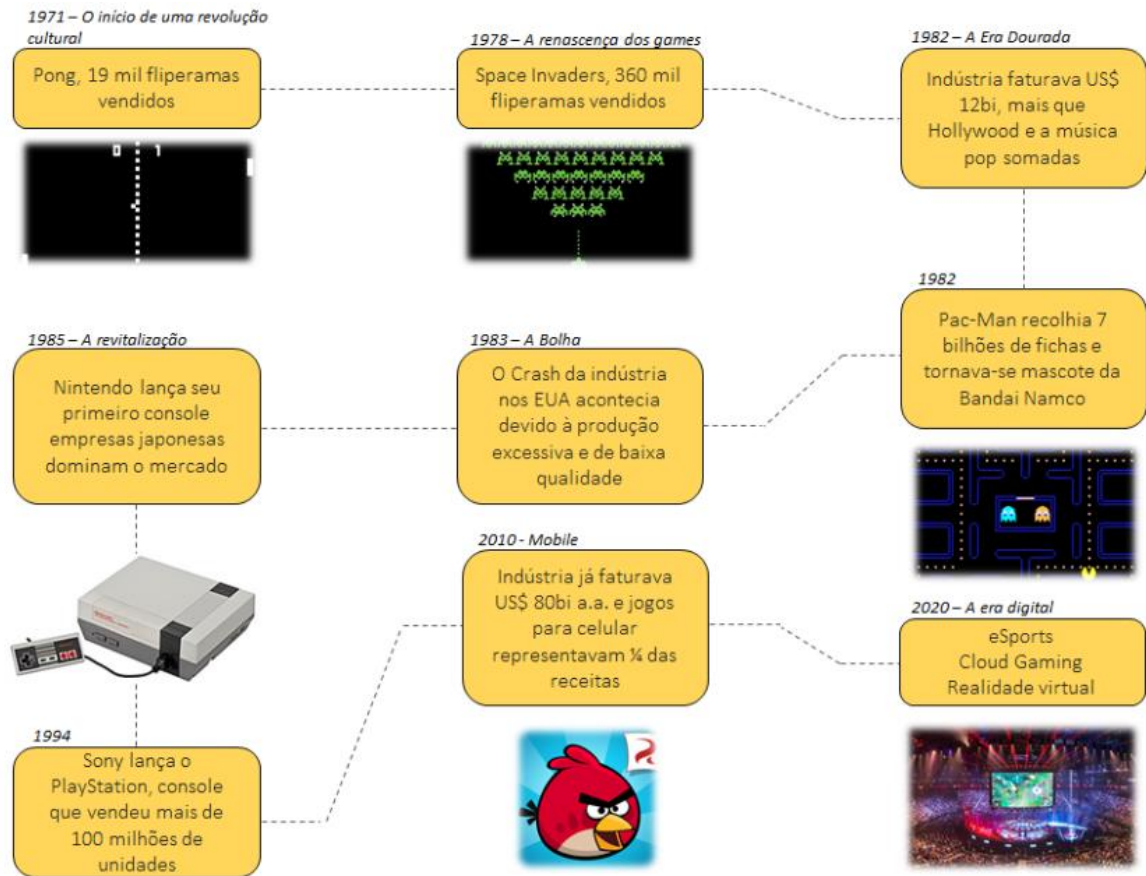 1971 – O início de uma revolução
cultural
Pong, 19 mil fliperamas
vendidos
0 1
1978 – A renascença dos games
Space Invaders, 360 mil
fliperamas vendidos
1982 – A Era Dourada
Indústria faturava US$
12bi, mais que
Hollywood e a música
pop somadas
1982
Pac-Man recolhia 7
bilhões de fichas e
tornava-se mascote da
Bandai Namco
1983 – A Bolha
O Crash da indústria
nos EUA acontecia
devido à produção
excessiva e de baixa
qualidade
1985 – A revitalização
Nintendo lança seu
primeiro console
empresas japonesas
dominam o mercado
1994
Sony lança o
PlayStation, console
que vendeu mais de
100 milhões de
unidades
2010 - Mobile
Indústria já faturava
US$ 80bi a.a. e jogos
para celular
representavam ¼ das
receitas
2020 – A era digital
eSports
Cloud Gaming
Realidade virtual